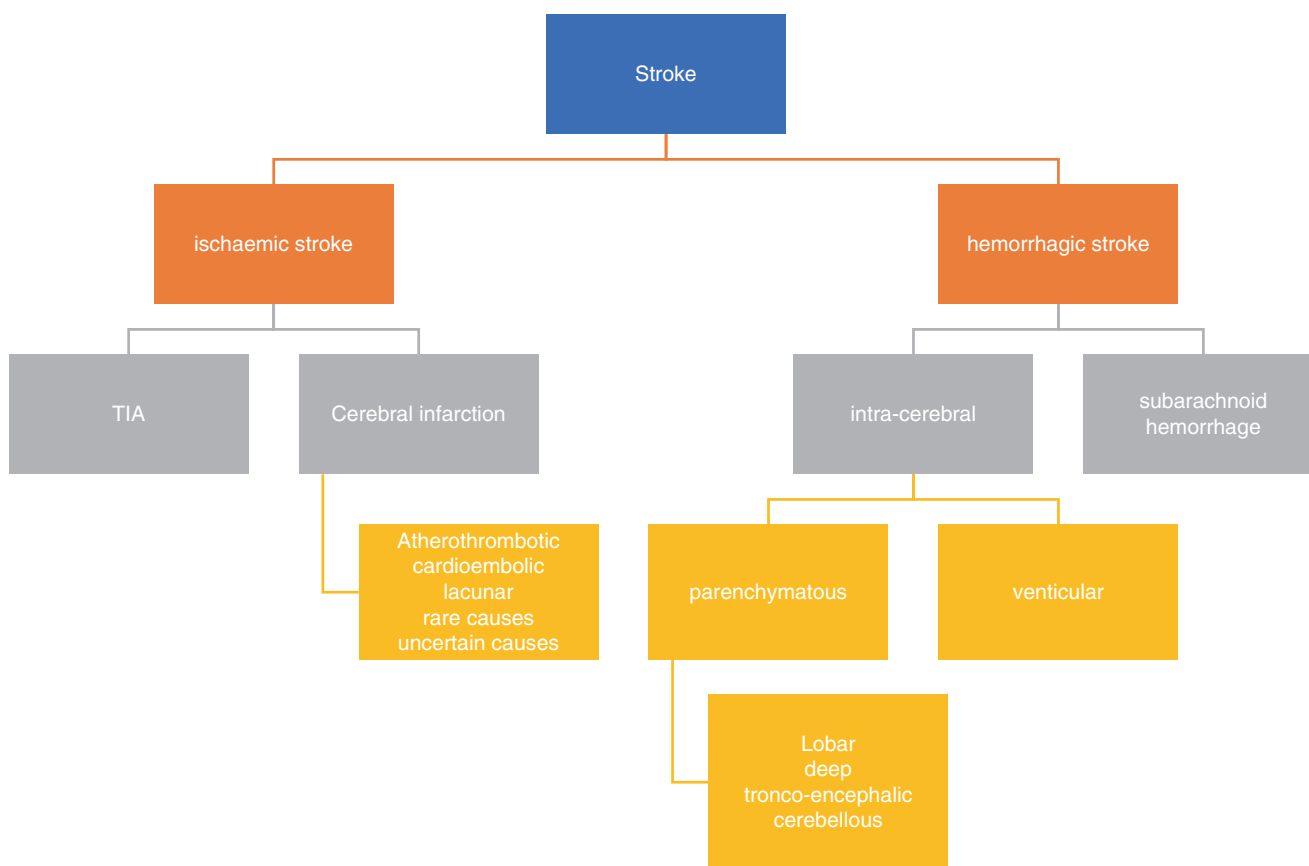 Stroke
ischaemic stroke
hemorrhagic stroke
TIA
Cerebral infarction
intra-cerebral
subarachnoid
hemorrhage
Atherothrombotic
cardioembolic
lacunar
rare causes
uncertain causes
parenchymatous
venticular
Lobar
deep
tronco-encephalic
cerebellous